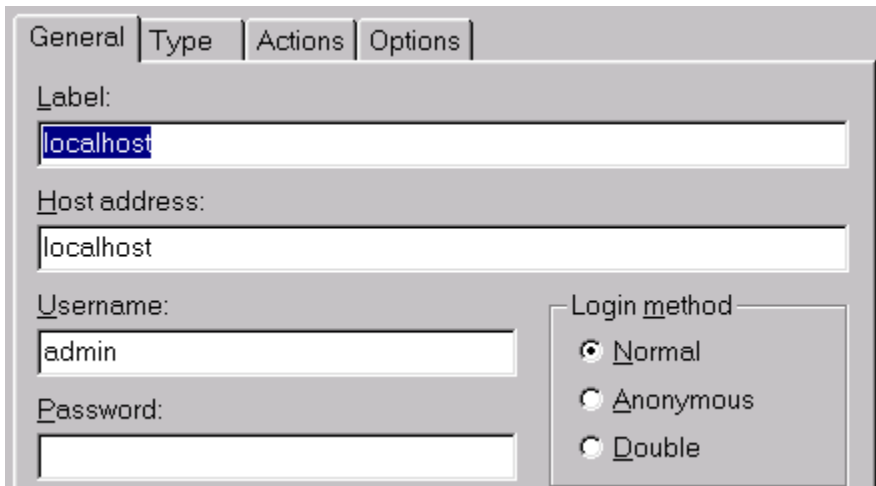 General Type Actions Options
Label:
localhost
Host address:
localhost
Username:
admin
Password:
Login method
Normal
Anonymous
Double